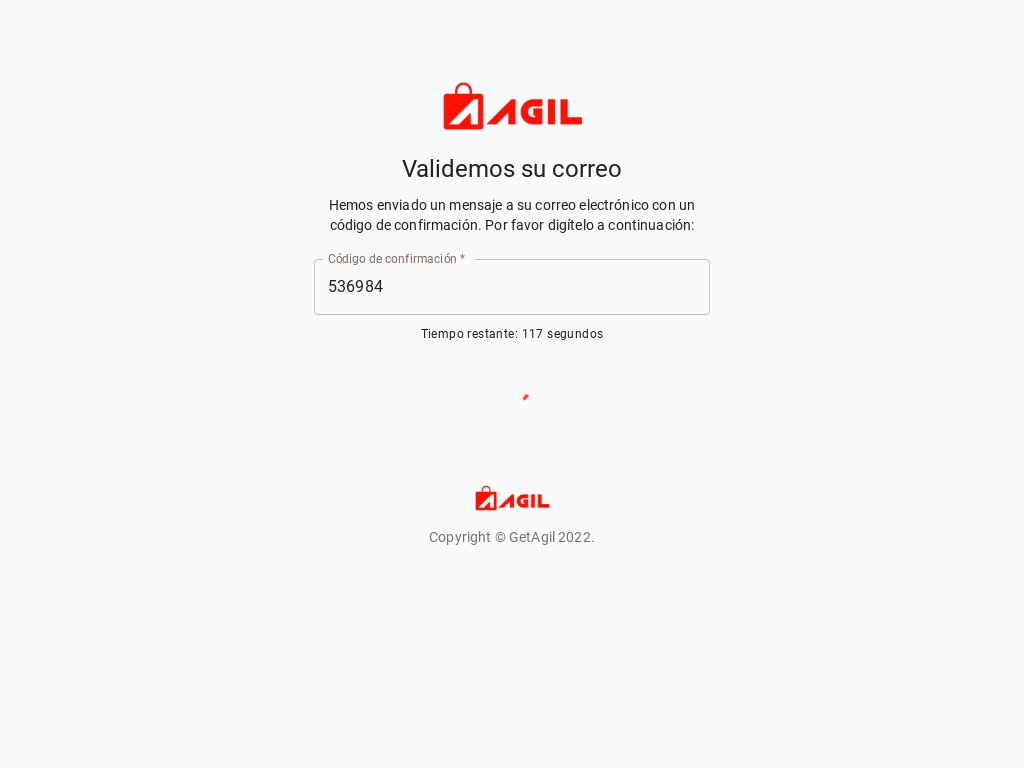 AGIL
Validemos su correo
Hemos enviado un mensaje a su correo electrónico con un
código de confirmación. Por favor digítelo a continuación:
Código de confirmación *
536984
Tiempo restante: 117 segundos
AGIL
Copyright © GetAgil 2022.